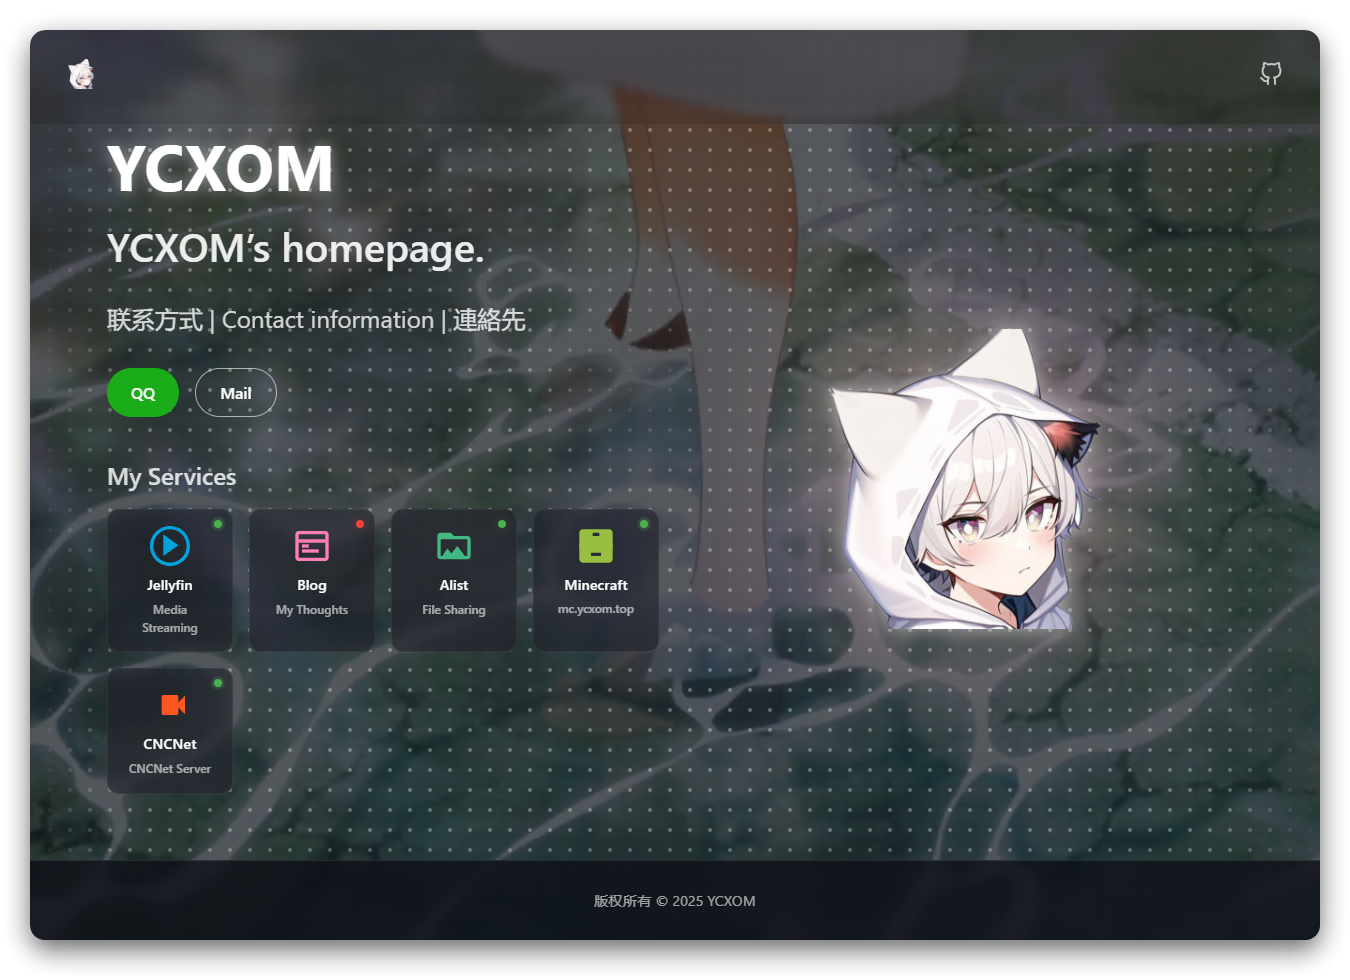 YCXOM
YCXOM’s homepage.
联系方式 | Contact information | 連絡先
QQ
Mail
My Services
Jellyfin
Media
Streaming
Blog
My Thoughts
Alist
File Sharing
Minecraft
mc.ycxom.top
CNCNet
CNCNet Server
版权所有 © 2025 YCXOM